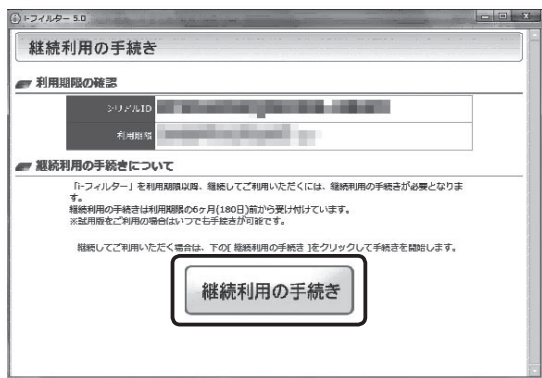 i-フィルター 5.0
継続利用の手続き
利用期限の確認
シリアルID
利用期限
継続利用の手続きについて
「i-フィルター」を利用期限以降、継続してご利用いただくには、継続利用の手続きが必要となりま
す。
継続利用の手続きは利用期限の6ヶ月(180日)前から受け付けています。
※試用版をご利用の場合はいつでも手続きが可能です。
継続してご利用いただく場合は、下の[ 継続利用の手続き ]をクリックして手続きを開始します。
継続利用の手続き